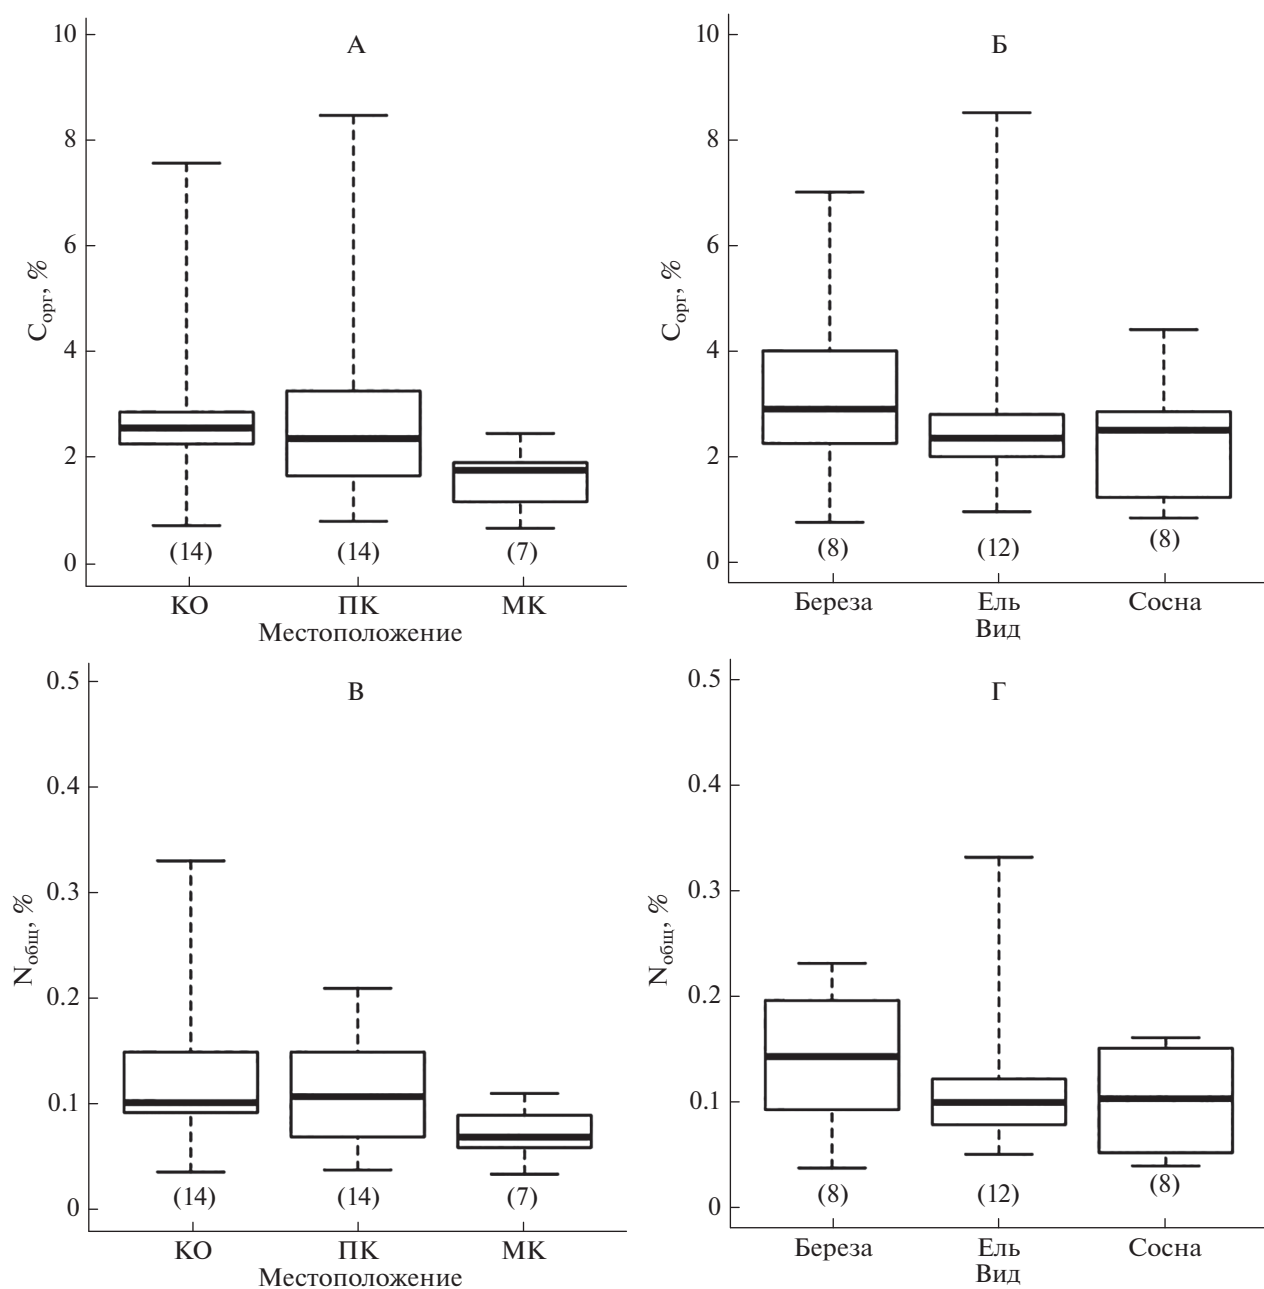 А
10
8
6
4
2
0
Cорг, %
(14) (14) (7)
КО ПК МК
Местоположение
Б
10
8
6
4
2
0
Cорг, %
(8) (12) (8)
Береза Ель Сосна
Вид
В
0.5
0.4
0.3
0.2
0.1
0
Nобщ, %
(14) (14) (7)
КО ПК МК
Местоположение
Г
0.5
0.4
0.3
0.2
0.1
0
Nобщ, %
(8) (12) (8)
Береза Ель Сосна
Вид